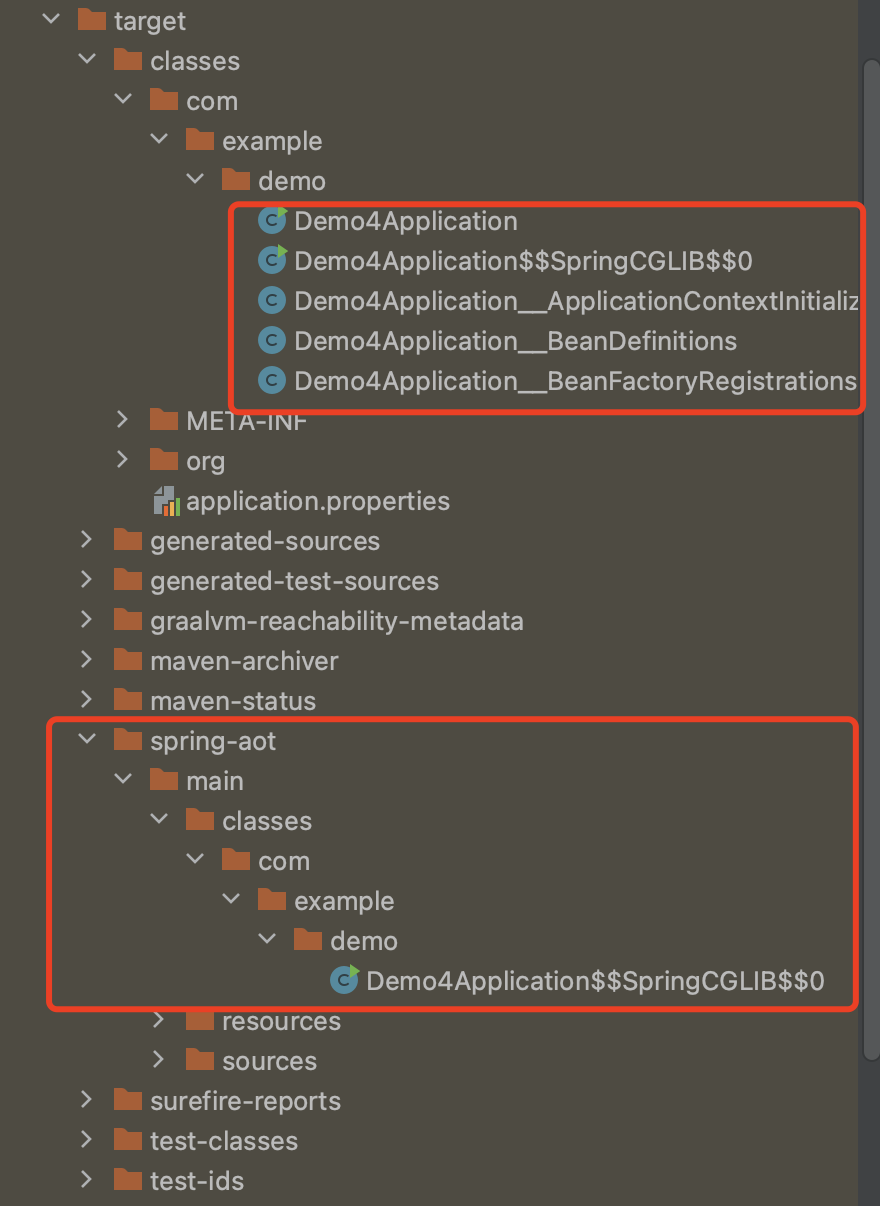 target
classes
com
example
demo
Demo4Application
Demo4Application$$SpringCGLIB$$0
Demo4Application__ApplicationContextInitializ
Demo4Application__BeanDefinitions
Demo4Application__BeanFactoryRegistrations
META-INF
org
application.properties
generated-sources
generated-test-sources
graalvm-reachability-metadata
maven-archiver
maven-status
spring-aot
main
classes
com
example
demo
Demo4Application$$SpringCGLIB$$0
resources
sources
surefire-reports
test-classes
test-ids